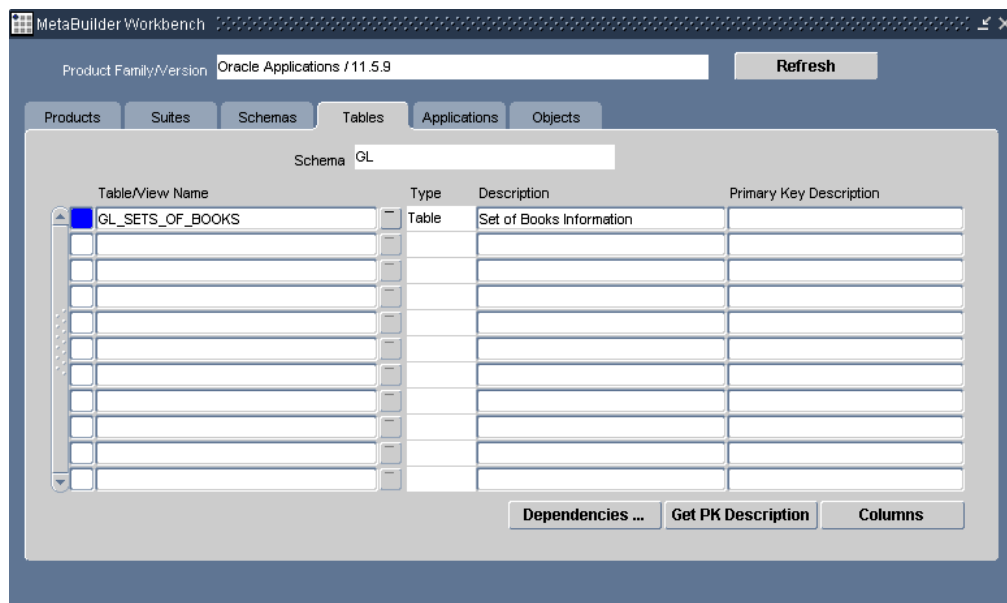 MetaBuilder Workbench
Product Family/Version Oracle Applications / 11.5.9 Refresh
Products Suites Schemas Tables Applications Objects
Schema GL
Table/View Name Type Description Primary Key Description
GL_SETS_OF_BOOKS Table Set of Books Information
Dependencies ... Get PK Description Columns